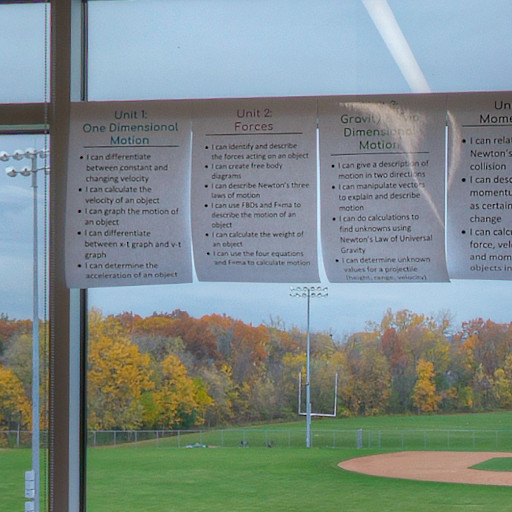 Unit 1:
One Dimensional
Motion
• I can differentiate
between constant and
changing velocity
• I can calculate the
velocity of an object
• I can graph the motion of
an object
• I can differentiate
between x-t graph and v-t
graph
• I can determine the
acceleration of an object
Unit 2:
Forces
• I can identify and describe
the forces acting on an object
• I can create free body
diagrams
• I can describe Newton's three
laws of motion
• I can use FBDs and F=ma to
describe the motion of an
object
• I can calculate the weight of
an object
• I can use the four equations
and F=ma to calculate motion
Dimensional
Motion
• I can give a description of
motion in two directions
• I can manipulate vectors
to explain and describe
motion
• I can do calculations to
find unknowns using
Newton's Law of Universal
Gravity
• I can determine unknown
values for a projectile
(height, range, velocity)
Un
Mome
• I can rela
Newton's
collision
• I can desc
momentu
as certain
change
• I can calc
force, vel
and mom
objects in